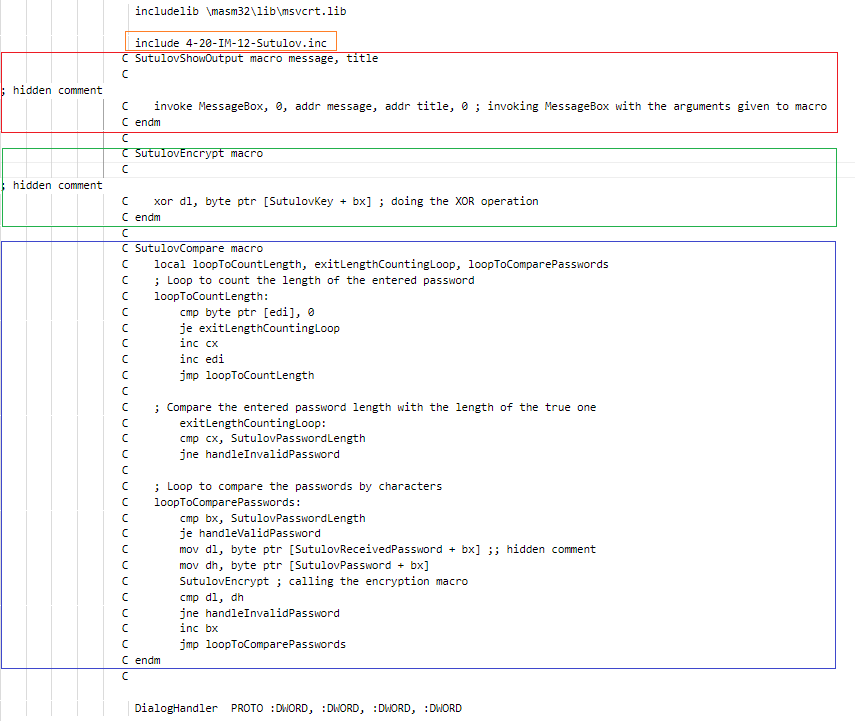 includelib \masm32\lib\msvcrt.lib
include 4-20-IM-12-Sutulov.inc
C SutulovShowOutput macro message, title
C
; hidden comment
C invoke MessageBox, 0, addr message, addr title, 0 ; invoking MessageBox with the arguments given to macro
C endm
C
C SutulovEncrypt macro
C
; hidden comment
C xor dl, byte ptr [SutulovKey + bx] ; doing the XOR operation
C endm
C
C SutulovCompare macro
C local loopToCountLength, exitLengthCountingLoop, loopToComparePasswords
C ; Loop to count the length of the entered password
C loopToCountLength:
C cmp byte ptr [edi], 0
C je exitLengthCountingLoop
C inc cx
C inc edi
C jmp loopToCountLength
C
C ; Compare the entered password length with the length of the true one
C exitLengthCountingLoop:
C cmp cx, SutulovPasswordLength
C jne handleInvalidPassword
C
C ; Loop to compare the passwords by characters
C loopToComparePasswords:
C cmp bx, SutulovPasswordLength
C je handleValidPassword
C mov dl, byte ptr [SutulovReceivedPassword + bx] ;; hidden comment
C mov dh, byte ptr [SutulovPassword + bx]
C SutulovEncrypt ; calling the encryption macro
C cmp dl, dh
C jne handleInvalidPassword
C inc bx
C jmp loopToComparePasswords
C endm
C
DialogHandler PROTO :DWORD, :DWORD, :DWORD, :DWORD